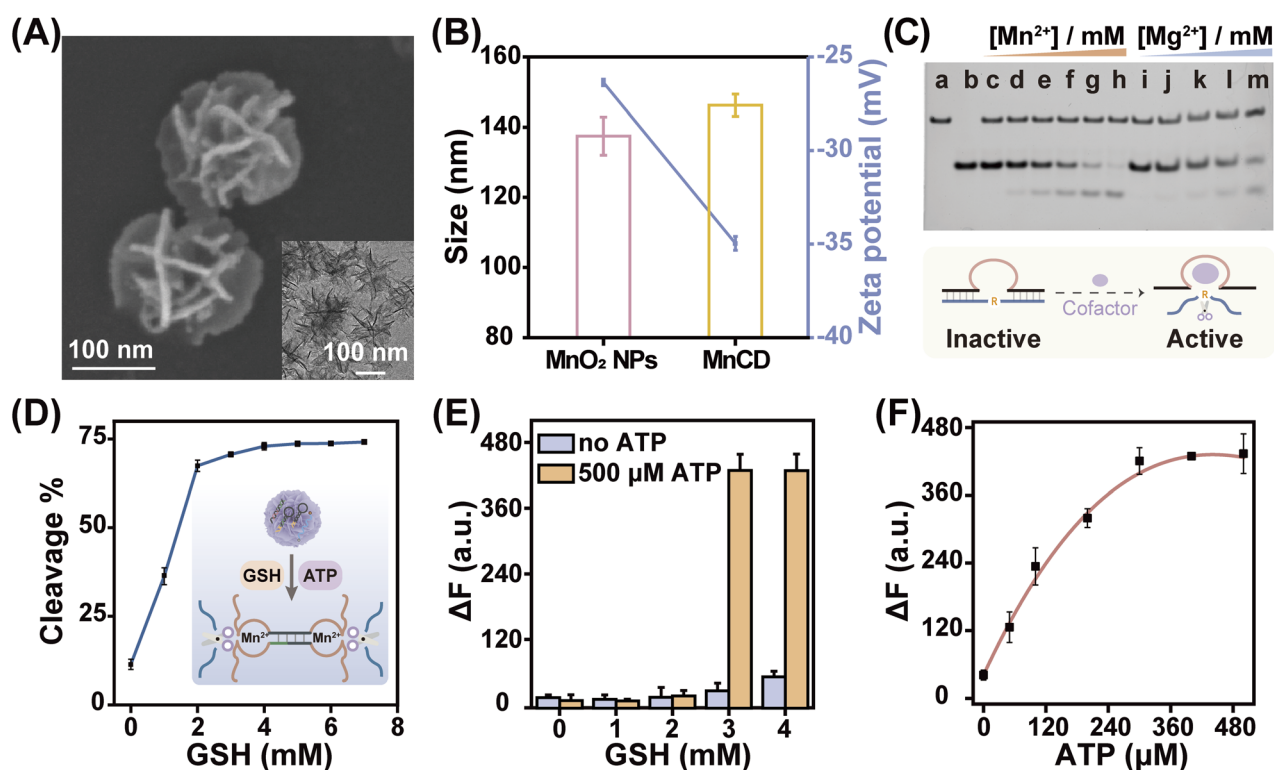 (A)
100 nm
100 nm
(B)
160
140
120
100
80
Size (nm)
-25
-30
-35
-40
Zeta potential (mV)
MnO₂ NPs
MnCD
(C)
[Mn²⁺] / mM [Mg²⁺] / mM
a b c d e f g h i j k l m
R
Cofactor
R
Inactive
Active
(D)
75
50
25
0
Cleavage %
GSH
ATP
Mn²⁺
Mn²⁺
0 2 4 6 8
GSH (mM)
(E)
480
360
240
120
0
ΔF (a.u.)
no ATP
500 μM ATP
0 1 2 3 4
GSH (mM)
(F)
480
360
240
120
0
ΔF (a.u.)
0 120 240 360 480
ATP (μM)